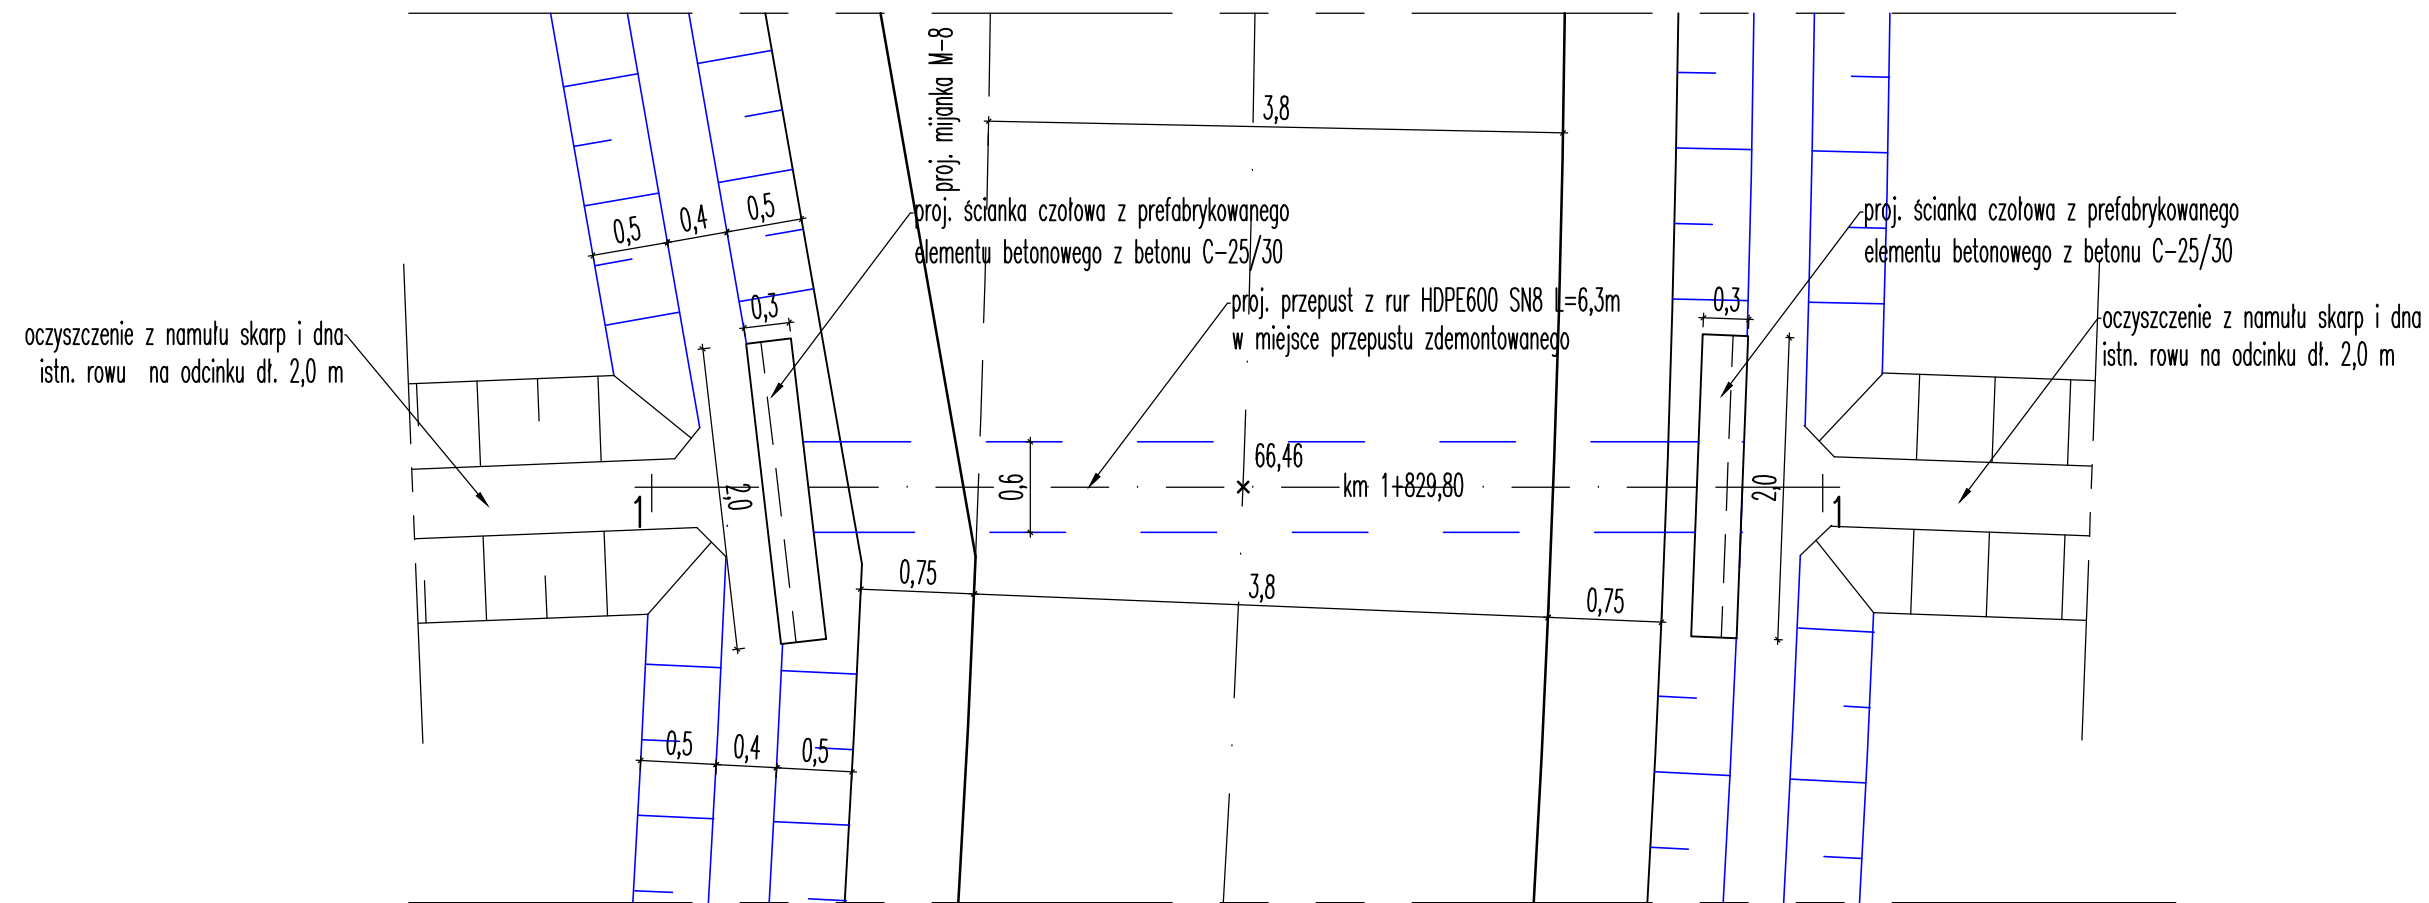 proj. mijanka M-8
3,8
0,5
0,4
0,5
proj. ścianka czołowa z prefabrykowanego
elementu betonowego z betonu C-25/30
proj. ścianka czołowa z prefabrykowanego
elementu betonowego z betonu C-25/30
0,3
proj. przepust z rur HDPE600 SN8 L=6,3m
w miejsce przepustu zdemontowanego
0,3
oczyszczenie z namułu skarp i dna
istn. rowu na odcinku dł. 2,0 m
oczyszczenie z namułu skarp i dna
istn. rowu na odcinku dł. 2,0 m
66,46
km 1+829,80
0,6
2,0
2,0
1
1
0,75
3,8
0,75
0,5
0,4
0,5